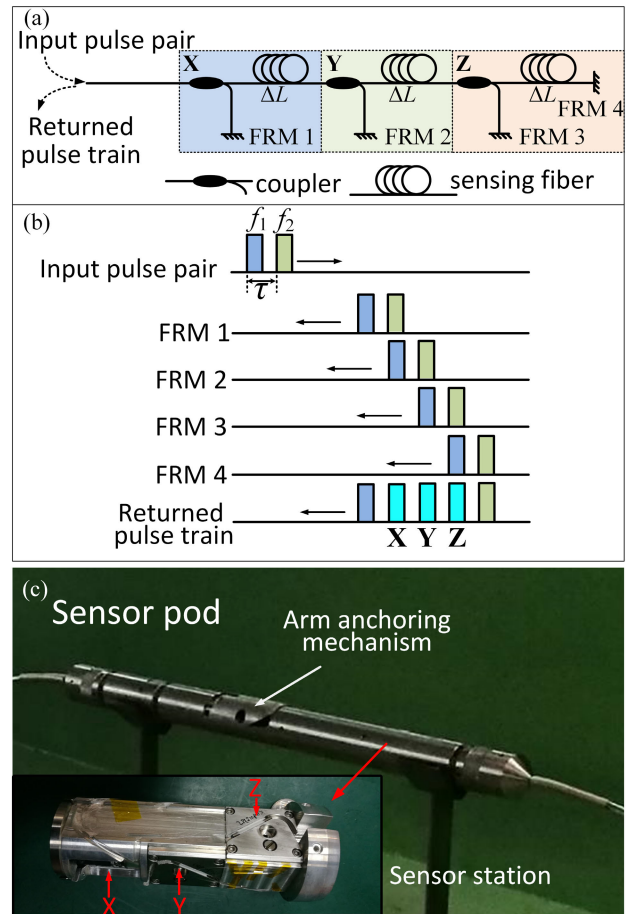 (a)
Input pulse pair
Returned
pulse train
X
Y
Z
ΔL
ΔL
ΔL
FRM 1
FRM 2
FRM 3
FRM 4
coupler
sensing fiber
(b)
f1
f2
Input pulse pair
τ
FRM 1
FRM 2
FRM 3
FRM 4
Returned
pulse train
X
Y
Z
(c)
Sensor pod
Arm anchoring
mechanism
Z
X
Y
Sensor station